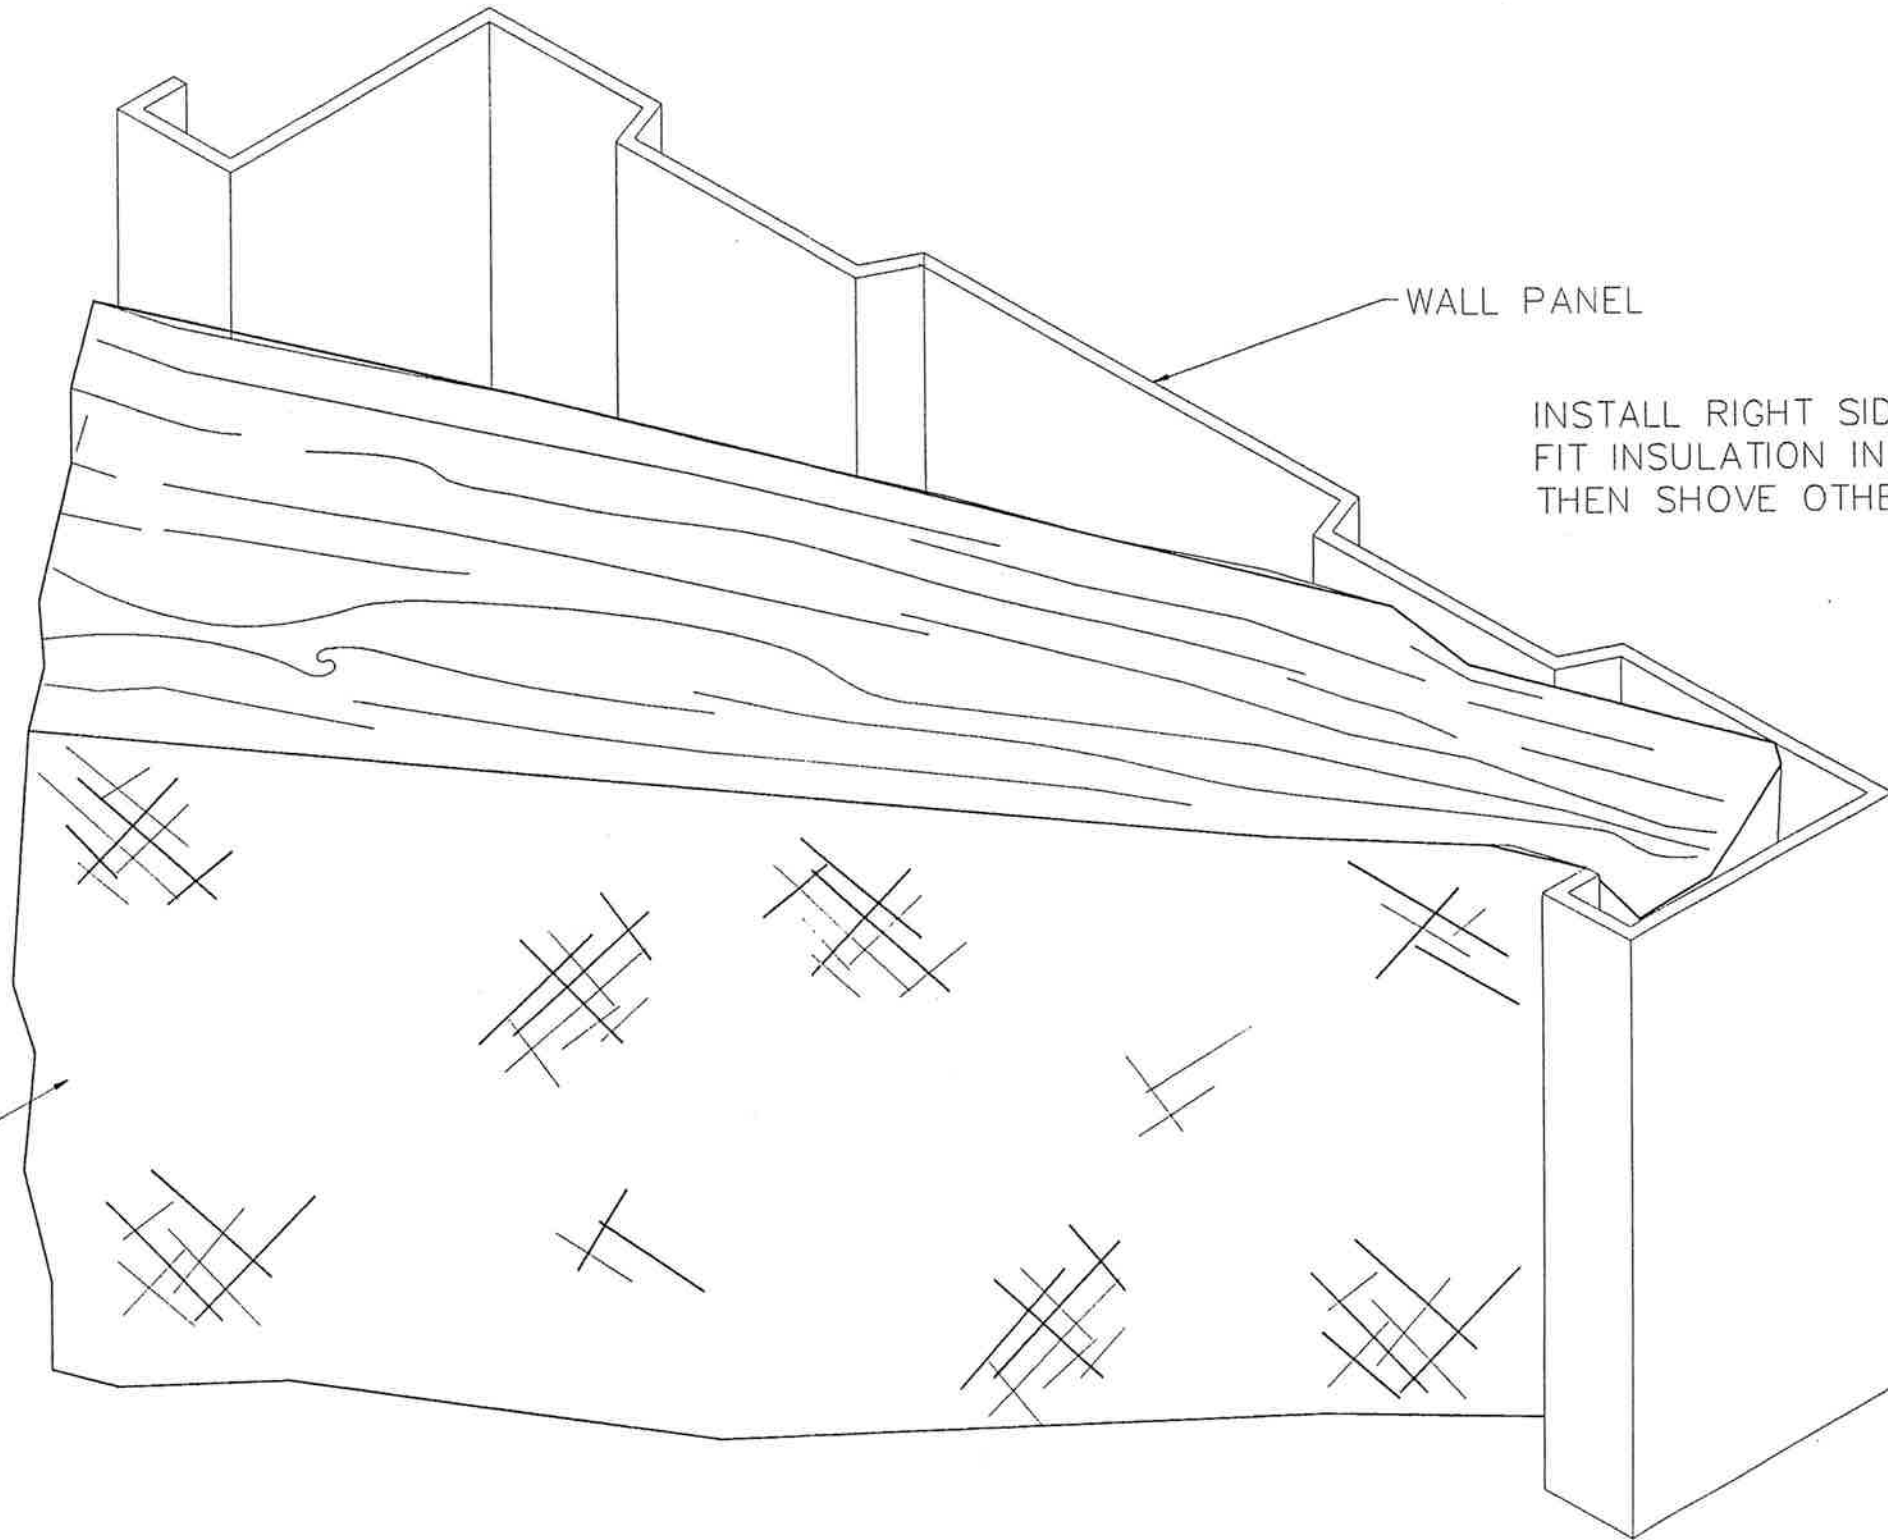 WALL PANEL
INSTALL RIGHT SID
FIT INSULATION IN
THEN SHOVE OTHE